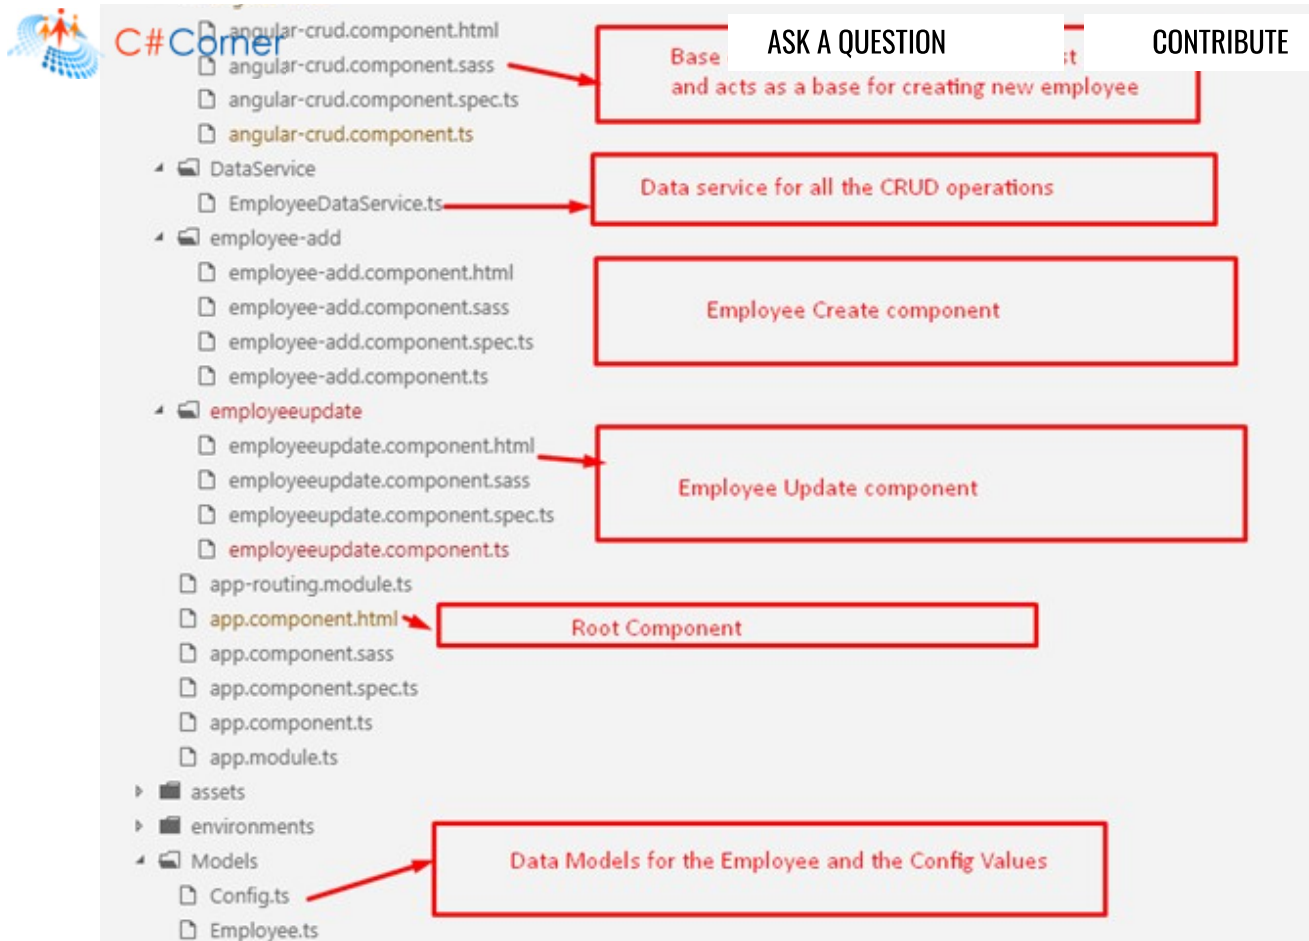 angular-crud.component.html
C#Corner
ASK A QUESTION
CONTRIBUTE
angular-crud.component.sass
Base
and acts as a base for creating new employee
angular-crud.component.spec.ts
angular-crud.component.ts
DataService
Data service for all the CRUD operations
EmployeeDataService.ts
employee-add
employee-add.component.html
employee-add.component.sass
Employee Create component
employee-add.component.spec.ts
employee-add.component.ts
employeeupdate
employeeupdate.component.html
employeeupdate.component.sass
Employee Update component
employeeupdate.component.spec.ts
employeeupdate.component.ts
app-routing.module.ts
app.component.html
Root Component
app.component.sass
app.component.spec.ts
app.component.ts
app.module.ts
assets
environments
Models
Data Models for the Employee and the Config Values
Config.ts
Employee.ts